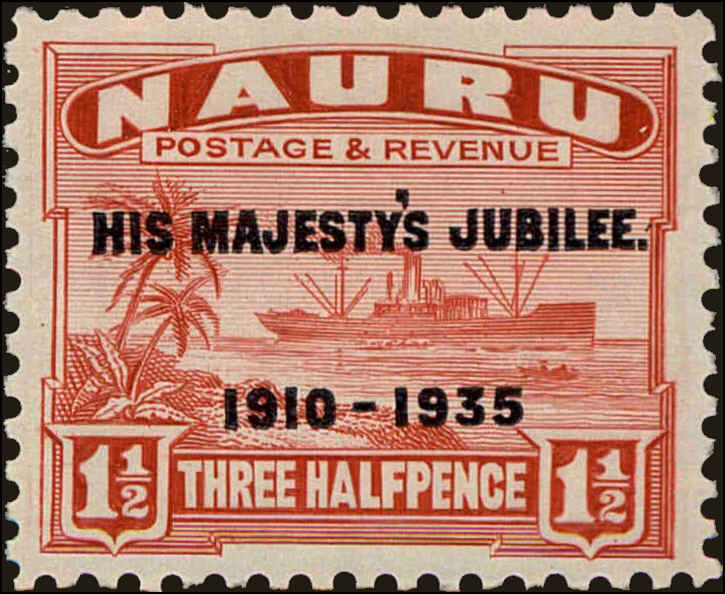 NAURU
POSTAGE & REVENUE
HIS MAJESTY'S JUBILEE.
1910-1935
1½ THREE HALFPENCE 1½